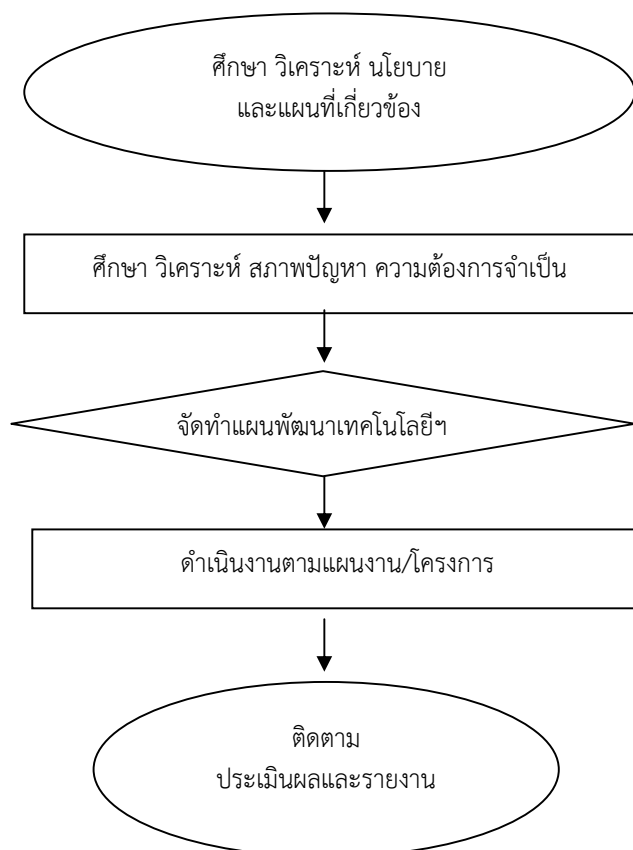 ศึกษา วิเคราะห์ นโยบาย
และแผนที่เกี่ยวข้อง
ศึกษา วิเคราะห์ สภาพปัญหา ความต้องการจำเป็น
จัดทำแผนพัฒนาเทคโนโลยีฯ
ดำเนินงานตามแผนงาน/โครงการ
ติดตาม
ประเมินผลและรายงาน